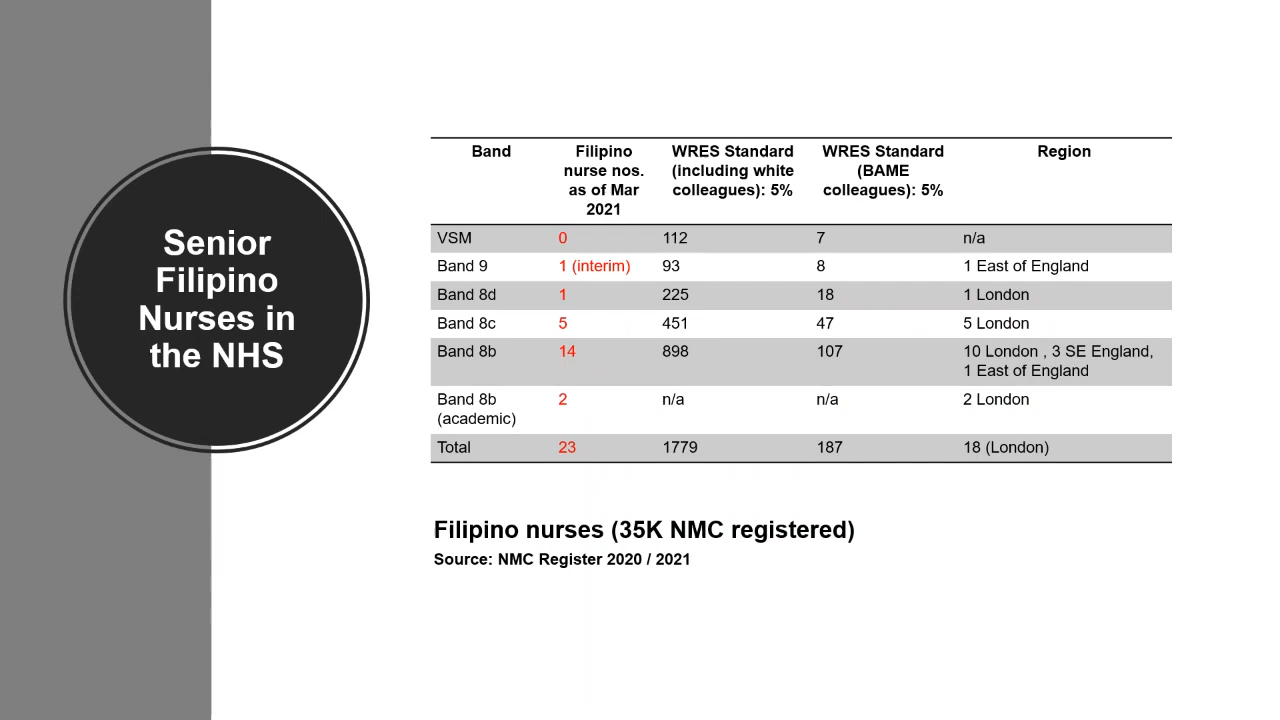 Senior
Filipino
Nurses in
the NHS
Band Filipino nurse nos. as of Mar 2021 WRES Standard (including white colleagues): 5% WRES Standard (BAME colleagues): 5% Region
VSM 0 112 7 n/a
Band 9 1 (interim) 93 8 1 East of England
Band 8d 1 225 18 1 London
Band 8c 5 451 47 5 London
Band 8b 14 898 107 10 London , 3 SE England, 1 East of England
Band 8b (academic) 2 n/a n/a 2 London
Total 23 1779 187 18 (London)
Filipino nurses (35K NMC registered)
Source: NMC Register 2020 / 2021